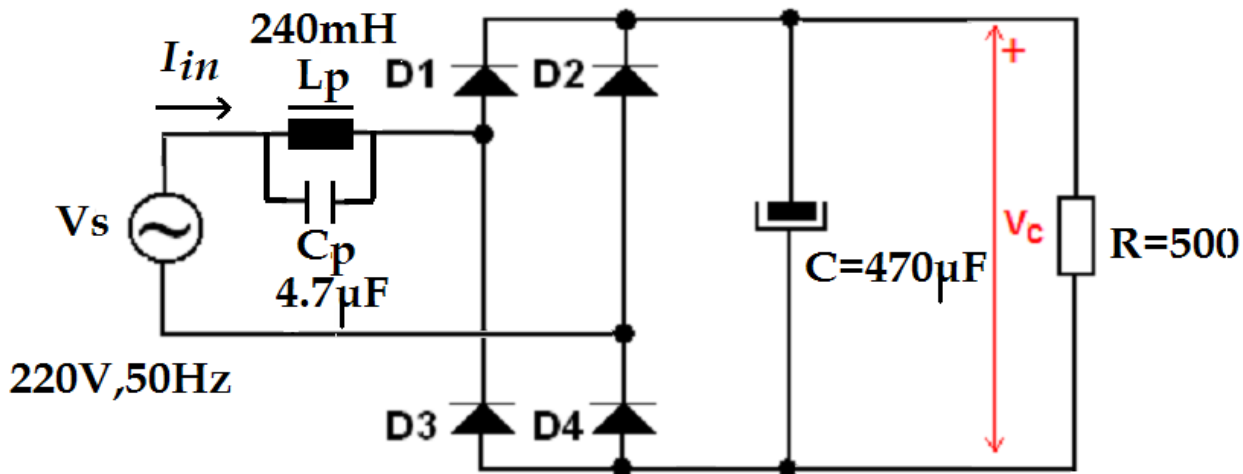 240mH
Iin
Lp
D1
D2
Vs
Cp
4.7µF
+
Vc
C=470µF
R=500
220V,50Hz
D3
D4